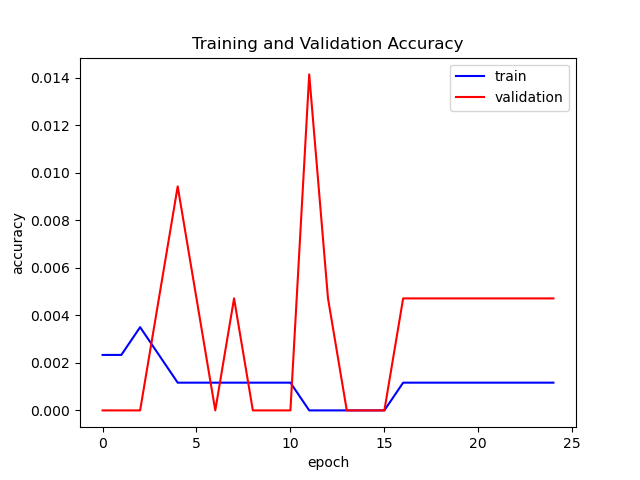 Training and Validation Accuracy
train
validation
accuracy
0.014
0.012
0.010
0.008
0.006
0.004
0.002
0.000
0 5 10 15 20 25
epoch